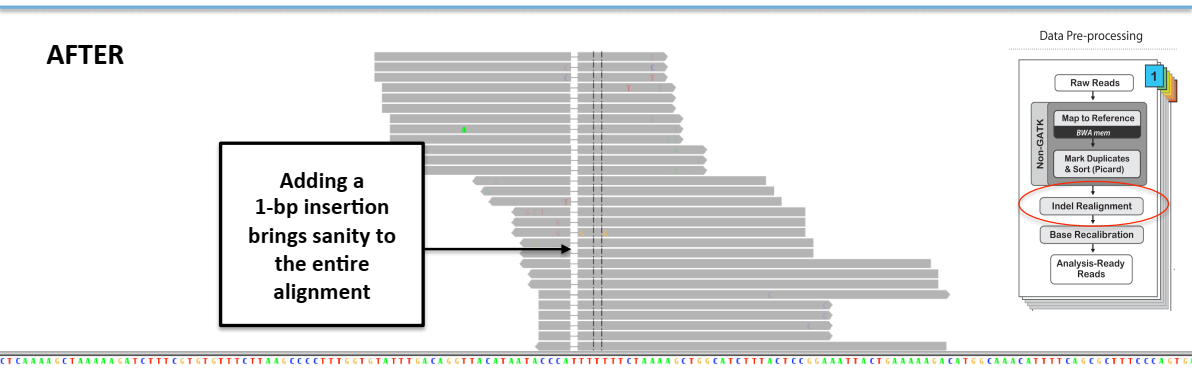 Data Pre-processing
AFTER
1
Raw Reads
Non-GATK
Map to Reference
BWA mem
Mark Duplicates
& Sort (Picard)
Indel Realignment
Base Recalibration
Analysis-Ready
Reads
C
T
T
A
Adding a
1-bp insertion
brings sanity to
the entire
alignment
CTCAAAAGCTAAAAAGATCTTTCGTGTGTTTCTTAAGCCCCTTTGGTGTATTTGACAGGTTACATAATACCCATTTTTTTCTAAAAGCTGGCATCTTTACTCCGGAAATTACTGAAAAAGACATGGCAAACATTTTCAGCGCTTTCCCAGTG